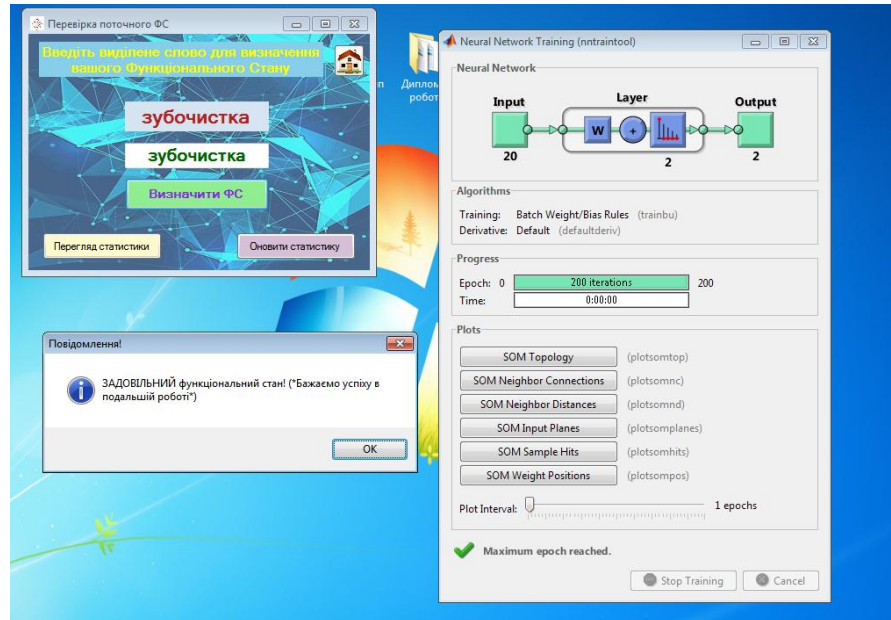 Перевірка поточного ФС
Введіть виділене слово для визначення
вашого Функціонального Стану
зубочистка
зубочистка
Визначити ФС
Перегляд статистики
Оновити статистику
Диплом
робот
Повідомлення!
ЗАДОВІЛЬНИЙ функціональний стан! (*Бажаємо успіху в
подальшій роботі*)
OK
Neural Network Training (nntraintool)
Neural Network
Input
Layer
Output
W
+
20
2
2
Algorithms
Training: Batch Weight/Bias Rules (trainbu)
Derivative: Default (defaultderiv)
Progress
Epoch: 0 200 iterations 200
Time: 0:00:00
Plots
SOM Topology (plotsomtop)
SOM Neighbor Connections (plotsomnc)
SOM Neighbor Distances (plotsomnd)
SOM Input Planes (plotsomplanes)
SOM Sample Hits (plotsomhits)
SOM Weight Positions (plotsompos)
Plot Interval: 1 epochs
Maximum epoch reached.
Stop Training
Cancel